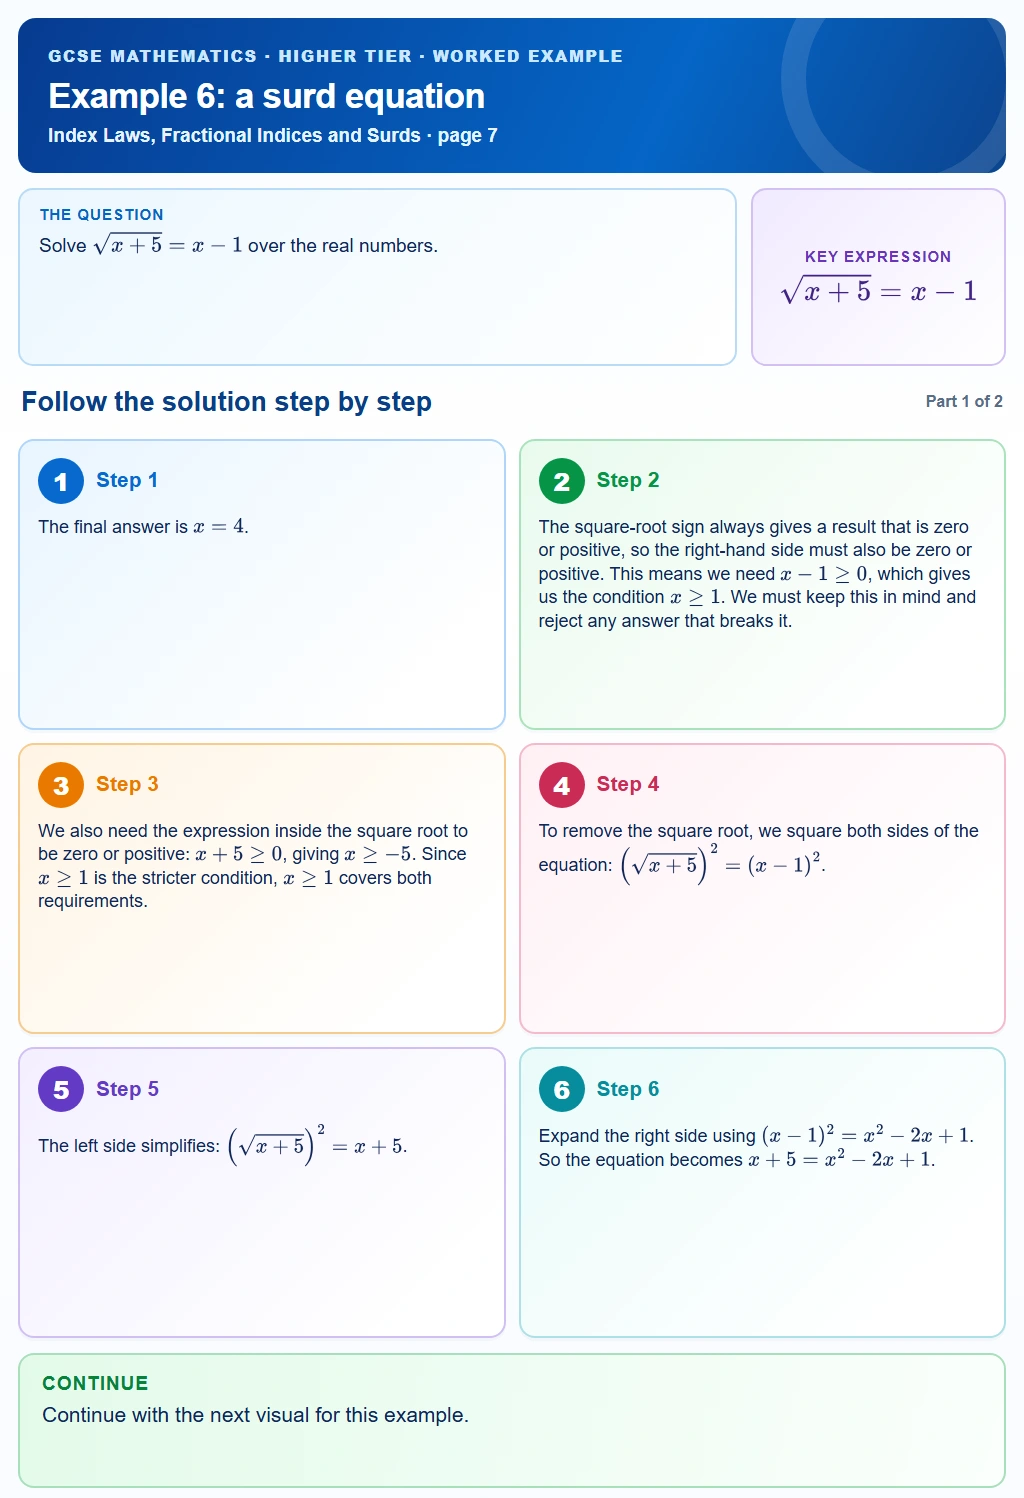 GCSE MATHEMATICS · HIGHER TIER · WORKED EXAMPLE
Example 6: a surd equation
Index Laws, Fractional Indices and Surds · page 7
THE QUESTION
Solve √(x + 5) = x − 1 over the real numbers.
KEY EXPRESSION
√(x + 5) = x − 1
Follow the solution step by step
Part 1 of 2
1 Step 1
The final answer is x = 4.
2 Step 2
The square-root sign always gives a result that is zero
or positive, so the right-hand side must also be zero or
positive. This means we need x − 1 ≥ 0, which gives
us the condition x ≥ 1. We must keep this in mind and
reject any answer that breaks it.
3 Step 3
We also need the expression inside the square root to
be zero or positive: x + 5 ≥ 0, giving x ≥ −5. Since
x ≥ 1 is the stricter condition, x ≥ 1 covers both
requirements.
4 Step 4
To remove the square root, we square both sides of the
equation: (√(x + 5))² = (x − 1)².
5 Step 5
The left side simplifies: (√(x + 5))² = x + 5.
6 Step 6
Expand the right side using (x − 1)² = x² − 2x + 1.
So the equation becomes x + 5 = x² − 2x + 1.
CONTINUE
Continue with the next visual for this example.